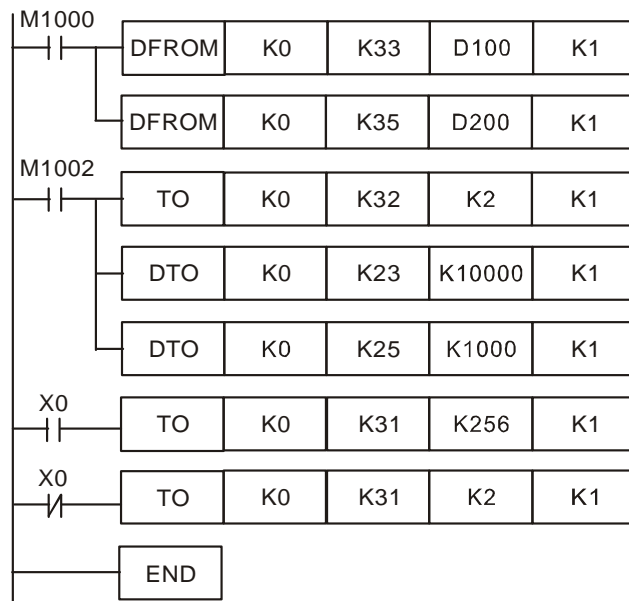 M1000
DFROM K0 K33 D100 K1
DFROM K0 K35 D200 K1
M1002
TO K0 K32 K2 K1
DTO K0 K23 K10000 K1
DTO K0 K25 K1000 K1
X0
TO K0 K31 K256 K1
X0
TO K0 K31 K2 K1
END